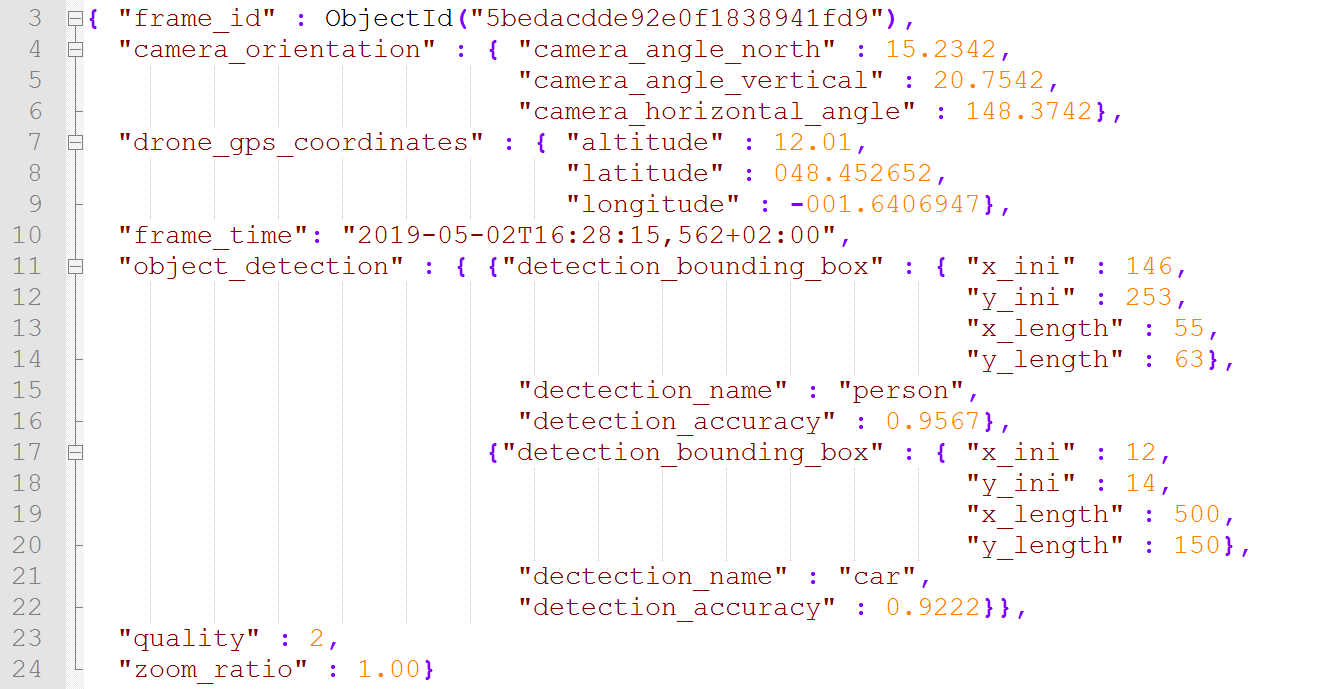 3 { "frame_id" : ObjectId("5bedacdde92e0f1838941fd9"),
4 "camera_orientation" : { "camera_angle_north" : 15.2342,
5 "camera_angle_vertical" : 20.7542,
6 "camera_horizontal_angle" : 148.3742},
7 "drone_gps_coordinates" : { "altitude" : 12.01,
8 "latitude" : 048.452652,
9 "longitude" : -001.6406947},
10 "frame_time": "2019-05-02T16:28:15,562+02:00",
11 "object_detection" : { {"detection_bounding_box" : { "x_ini" : 146,
12 "y_ini" : 253,
13 "x_length" : 55,
14 "y_length" : 63},
15 "dectection_name" : "person",
16 "detection_accuracy" : 0.9567},
17 {"detection_bounding_box" : { "x_ini" : 12,
18 "y_ini" : 14,
19 "x_length" : 500,
20 "y_length" : 150},
21 "dectection_name" : "car",
22 "detection_accuracy" : 0.9222}},
23 "quality" : 2,
24 "zoom_ratio" : 1.00}